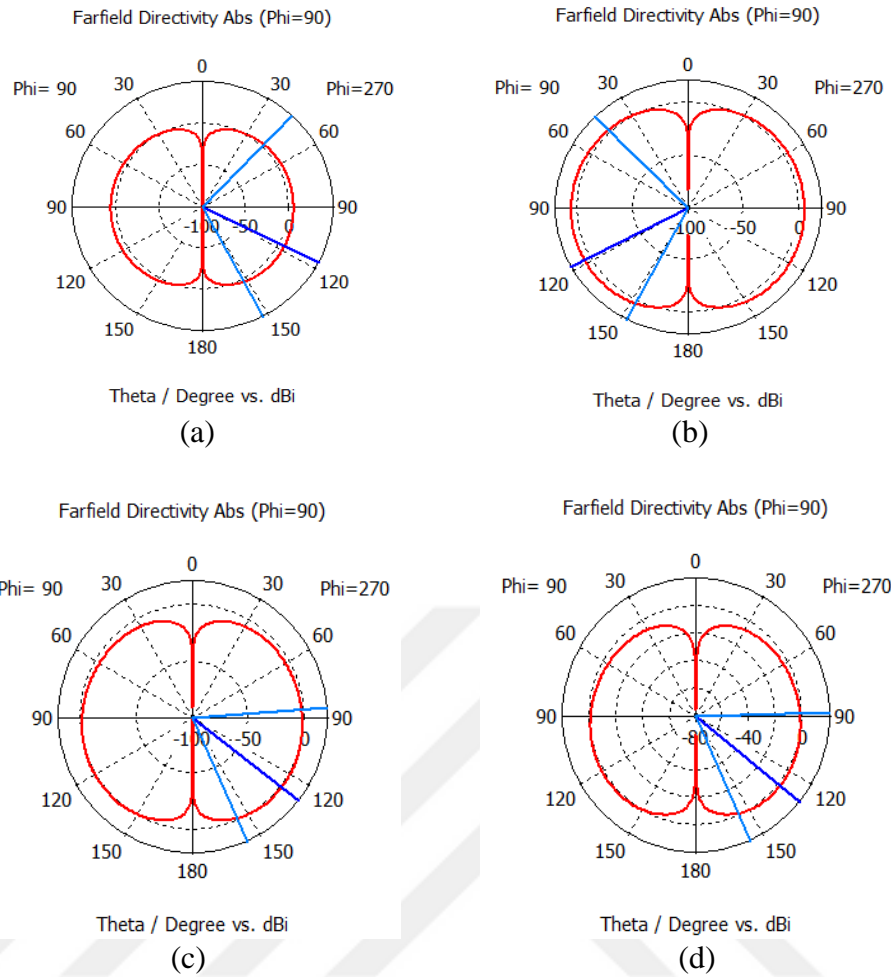 Farfield Directivity Abs (Phi=90)
0
Phi= 90 30 30 Phi=270
60 60
90 -100 -50 0 90
120 120
150 150
180
Theta / Degree vs. dBi
(a)
Farfield Directivity Abs (Phi=90)
0
Phi= 90 30 30 Phi=270
60 60
90 -100 -50 0 90
120 120
150 150
180
Theta / Degree vs. dBi
(b)
Farfield Directivity Abs (Phi=90)
0
Phi= 90 30 30 Phi=270
60 60
90 -100 -50 0 90
120 120
150 150
180
Theta / Degree vs. dBi
(c)
Farfield Directivity Abs (Phi=90)
0
Phi= 90 30 30 Phi=270
60 60
90 -80 -40 0 90
120 120
150 150
180
Theta / Degree vs. dBi
(d)